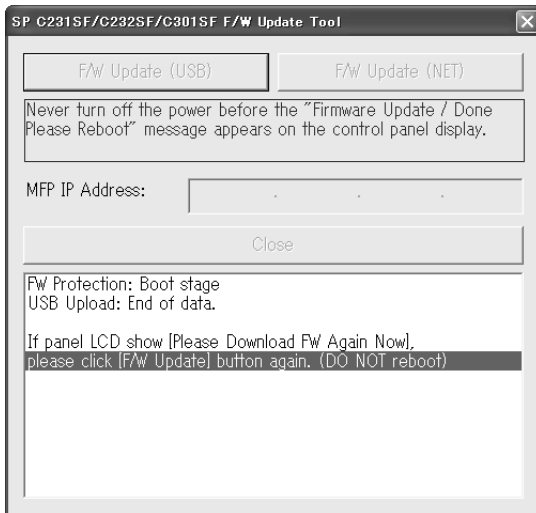 SP C231SF/C232SF/C301SF F/W Update Tool
F/W Update (USB)
F/W Update (NET)
Never turn off the power before the "Firmware Update / Done
Please Reboot" message appears on the control panel display.
MFP IP Address:
. . .
Close
FW Protection: Boot stage
USB Upload: End of data.
If panel LCD show [Please Download FW Again Now],
please click [F/W Update] button again. (DO NOT reboot)